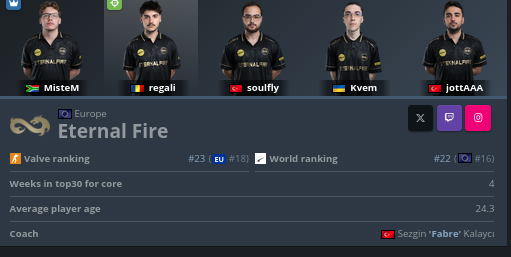 MisteM
regali
soulfly
Kvem
jottAAA
Europe
Eternal Fire
Valve ranking #23 (EU #18)
World ranking #22 (#16)
Weeks in top30 for core 4
Average player age 24.3
Coach Sezgin 'Fabre' Kalaycı